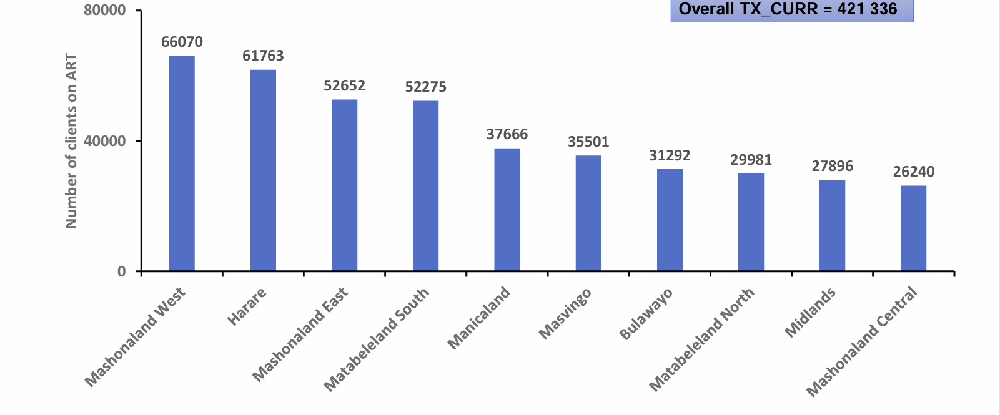 Overall TX_CURR = 421 336
Number of clients on ART
80000
40000
0
66070
61763
52652
52275
37666
35501
31292
29981
27896
26240
Mashonaland West
Harare
Mashonaland East
Matabeleland South
Manicaland
Masvingo
Bulawayo
Matabeleland North
Midlands
Mashonaland Central